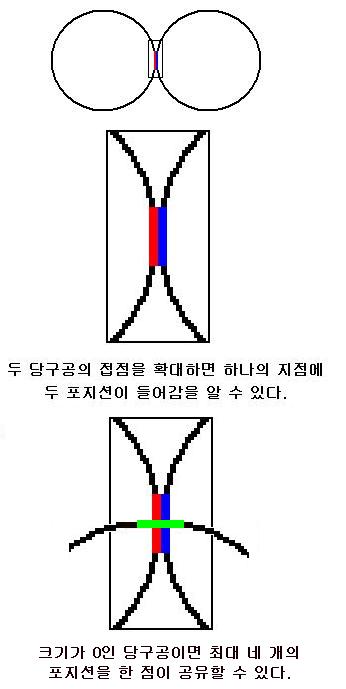 두 당구공의 접점을 확대하면 하나의 지점에
두 포지션이 들어감을 알 수 있다.
크기가 0인 당구공이면 최대 네 개의
포지션을 한 점이 공유할 수 있다.